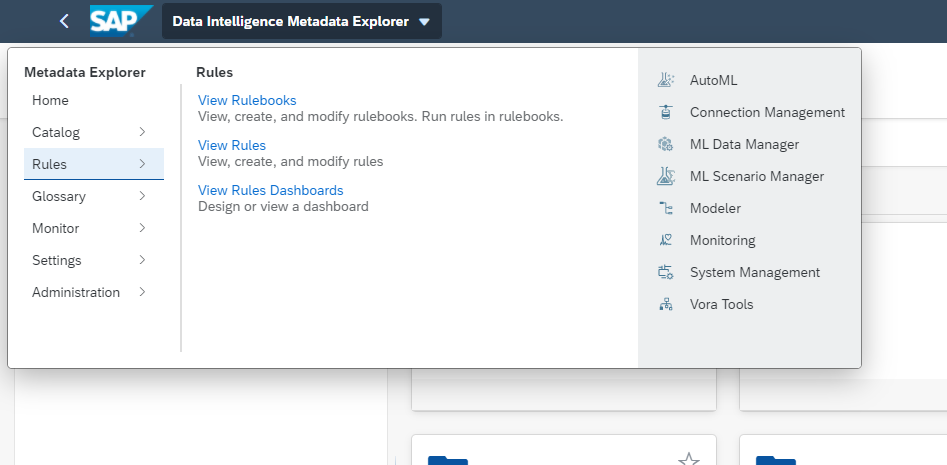 SAP
Data Intelligence Metadata Explorer
Metadata Explorer
Home
Catalog
Rules
Glossary
Monitor
Settings
Administration
Rules
View Rulebooks
View, create, and modify rulebooks. Run rules in rulebooks.
View Rules
View, create, and modify rules
View Rules Dashboards
Design or view a dashboard
AutoML
Connection Management
ML Data Manager
ML Scenario Manager
Modeler
Monitoring
System Management
Vora Tools